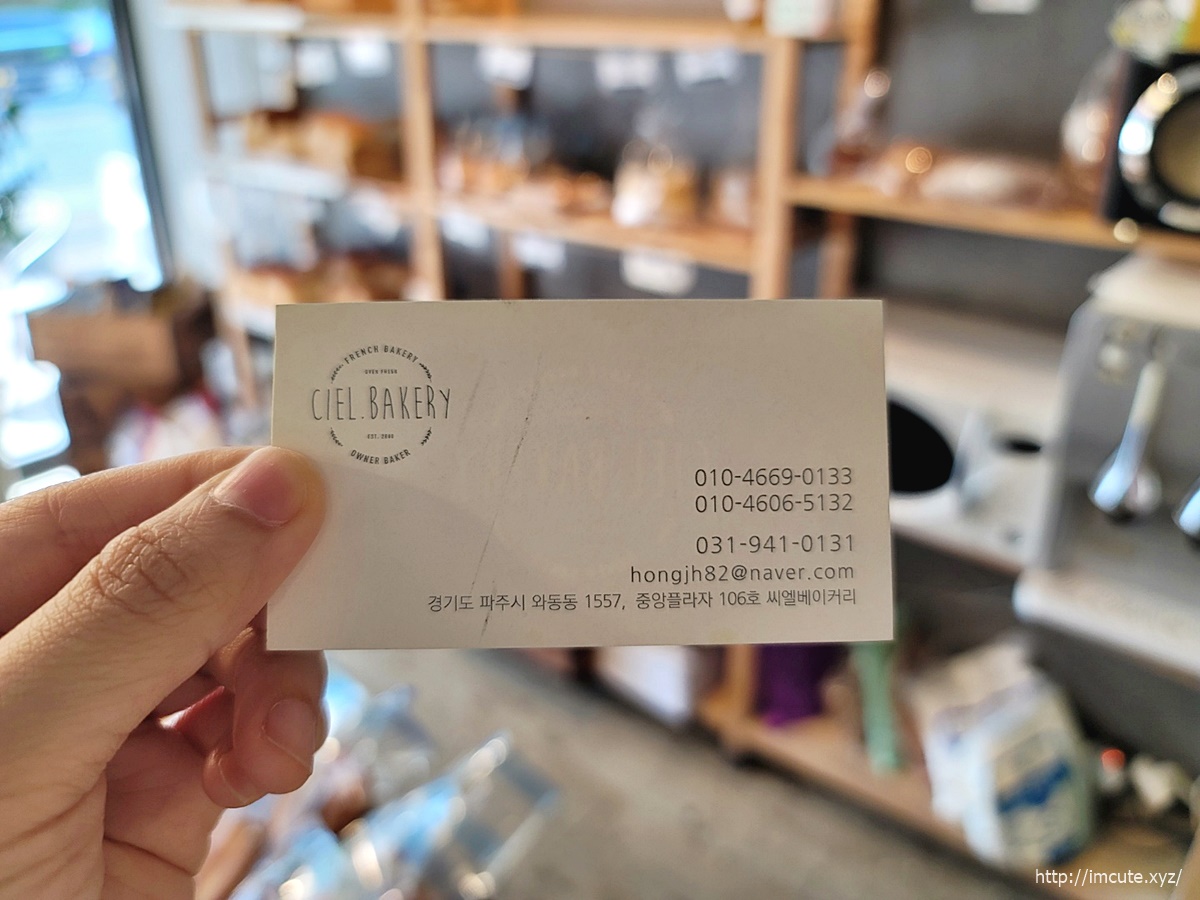 FRENCH BAKERY
OVEN FRESH
CIEL.BAKERY
OWNER BAKER
010-4669-0133
010-4606-5132
031-941-0131
hongjh82@naver.com
경기도 파주시 와동동 1557, 중앙플라자 106호 씨엘베이커리
http://imcute.xyz/